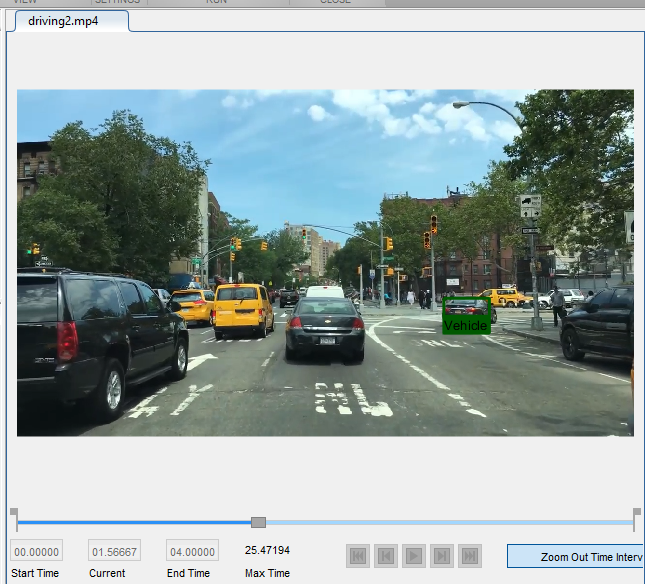 VIEW SETTINGS RUN CLOSE
driving2.mp4
Vehicle
00.00000 01.56667 04.00000 25.47194
Start Time Current End Time Max Time
Zoom Out Time Interv